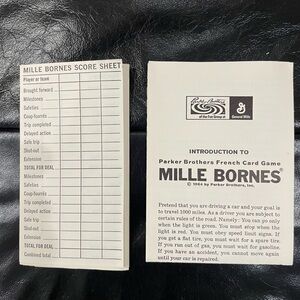 MILLE BORNES SCORE SHEET
Player or team
Brought forward
Milestones
Safeties
Coup-fourrés
Trip completed
Delayed action
Safe trip
Shut-out
Extension
TOTAL FOR DEAL
Milestones
Safeties
Coup-fourrés
Trip completed
Delayed action
Safe trip
Shut-out
Extension
TOTAL FOR DEAL
Combined total
Parker Brothers
of the Fun Group at
General Mills
INTRODUCTION TO
Parker Brothers French Card Game
MILLE BORNES®
© 1964 by Parker Brothers, Inc.
Pretend that you are driving a car and your goal is
to travel 1000 miles. As a driver you are subject to
certain rules of the road. Namely: You can go only
when the light is green. You must stop when the
light is red. You must obey speed limit signs. If
you get a flat tire, you must wait for a spare tire.
If you run out of gas, you must wait for gasoline.
If you have an accident, you cannot move again
until your car is repaired.